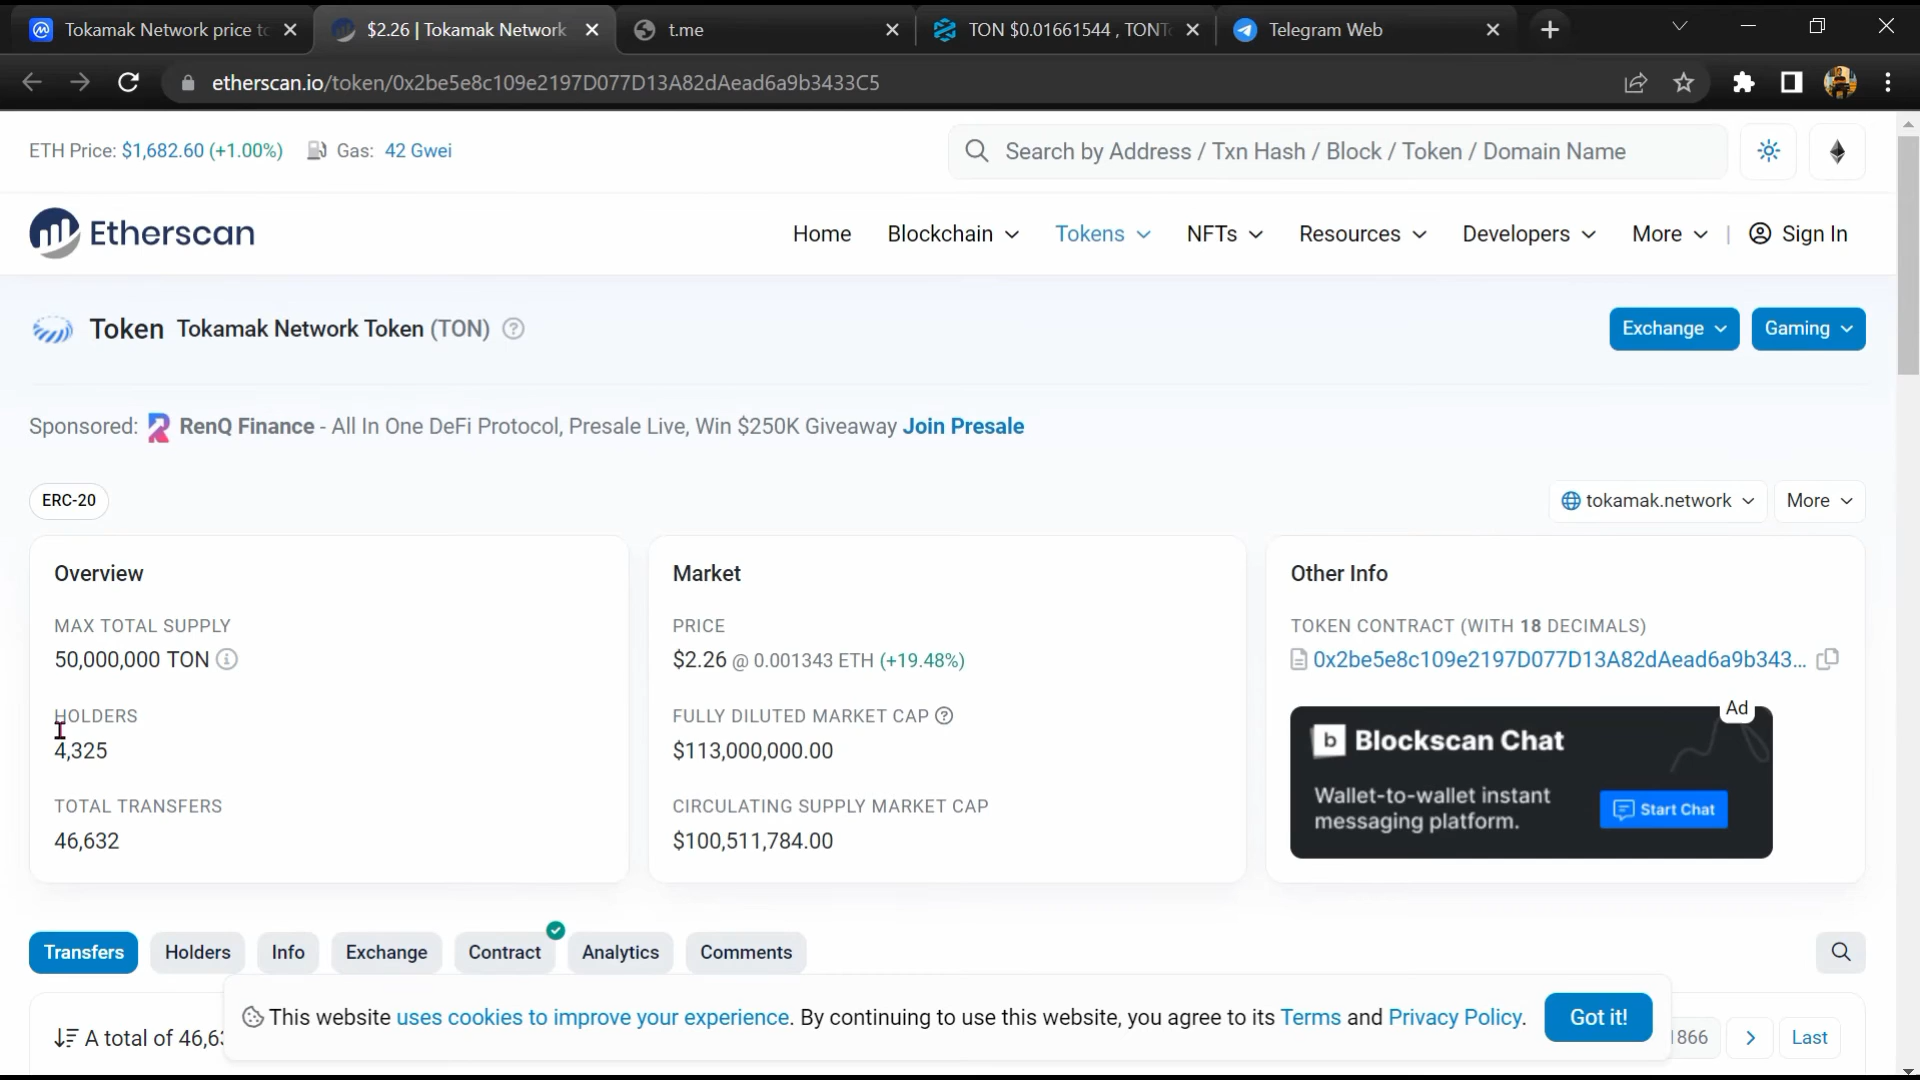 Tokamak Network price to
$2.26 | Tokamak Network
t.me
TON $0.01661544 , TONTo
Telegram Web
etherscan.io/token/0x2be5e8c109e2197D077D13A82dAead6a9b3433C5
ETH Price: $1,682.60 (+1.00%)
Gas: 42 Gwei
Search by Address / Txn Hash / Block / Token / Domain Name
Etherscan
Home
Blockchain
Tokens
NFTs
Resources
Developers
More
Sign In
Token Tokamak Network Token (TON)
Exchange
Gaming
Sponsored: RenQ Finance - All In One DeFi Protocol, Presale Live, Win $250K Giveaway Join Presale
ERC-20
tokamak.network
More
Overview
MAX TOTAL SUPPLY
50,000,000 TON
HOLDERS
4,325
TOTAL TRANSFERS
46,632
Market
PRICE
$2.26 @ 0.001343 ETH (+19.48%)
FULLY DILUTED MARKET CAP
$113,000,000.00
CIRCULATING SUPPLY MARKET CAP
$100,511,784.00
Other Info
TOKEN CONTRACT (WITH 18 DECIMALS)
0x2be5e8c109e2197D077D13A82dAead6a9b343...
Ad
b Blockscan Chat
Wallet-to-wallet instant
messaging platform.
Start Chat
Transfers
Holders
Info
Exchange
Contract
Analytics
Comments
This website uses cookies to improve your experience. By continuing to use this website, you agree to its Terms and Privacy Policy.
Got it!
A total of 46,63
1866
Last